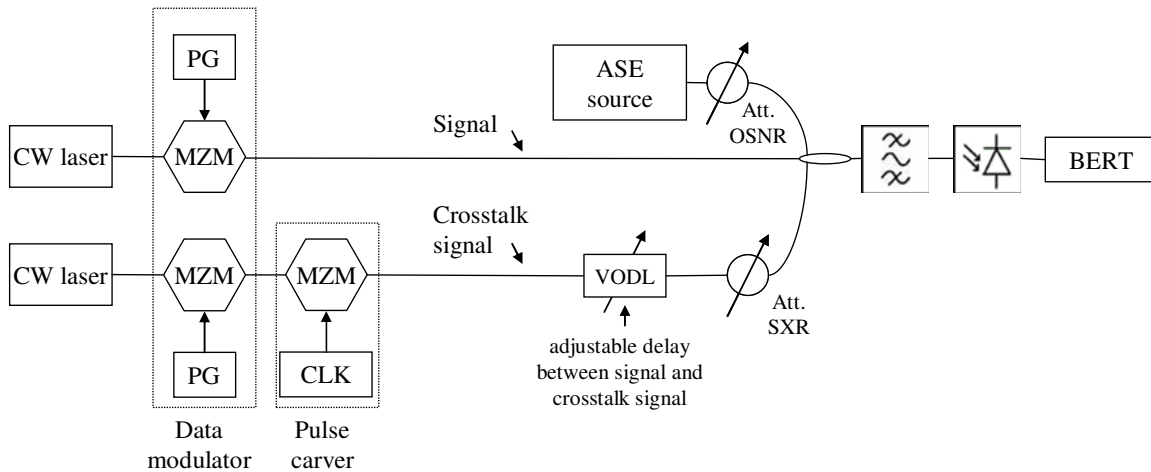 PG
ASE
source
Att.
OSNR
Signal
CW laser
MZM
BERT
Crosstalk
signal
CW laser
MZM
MZM
VODL
Att.
SXR
PG
CLK
adjustable delay
between signal and
crosstalk signal
Data
modulator
Pulse
carver